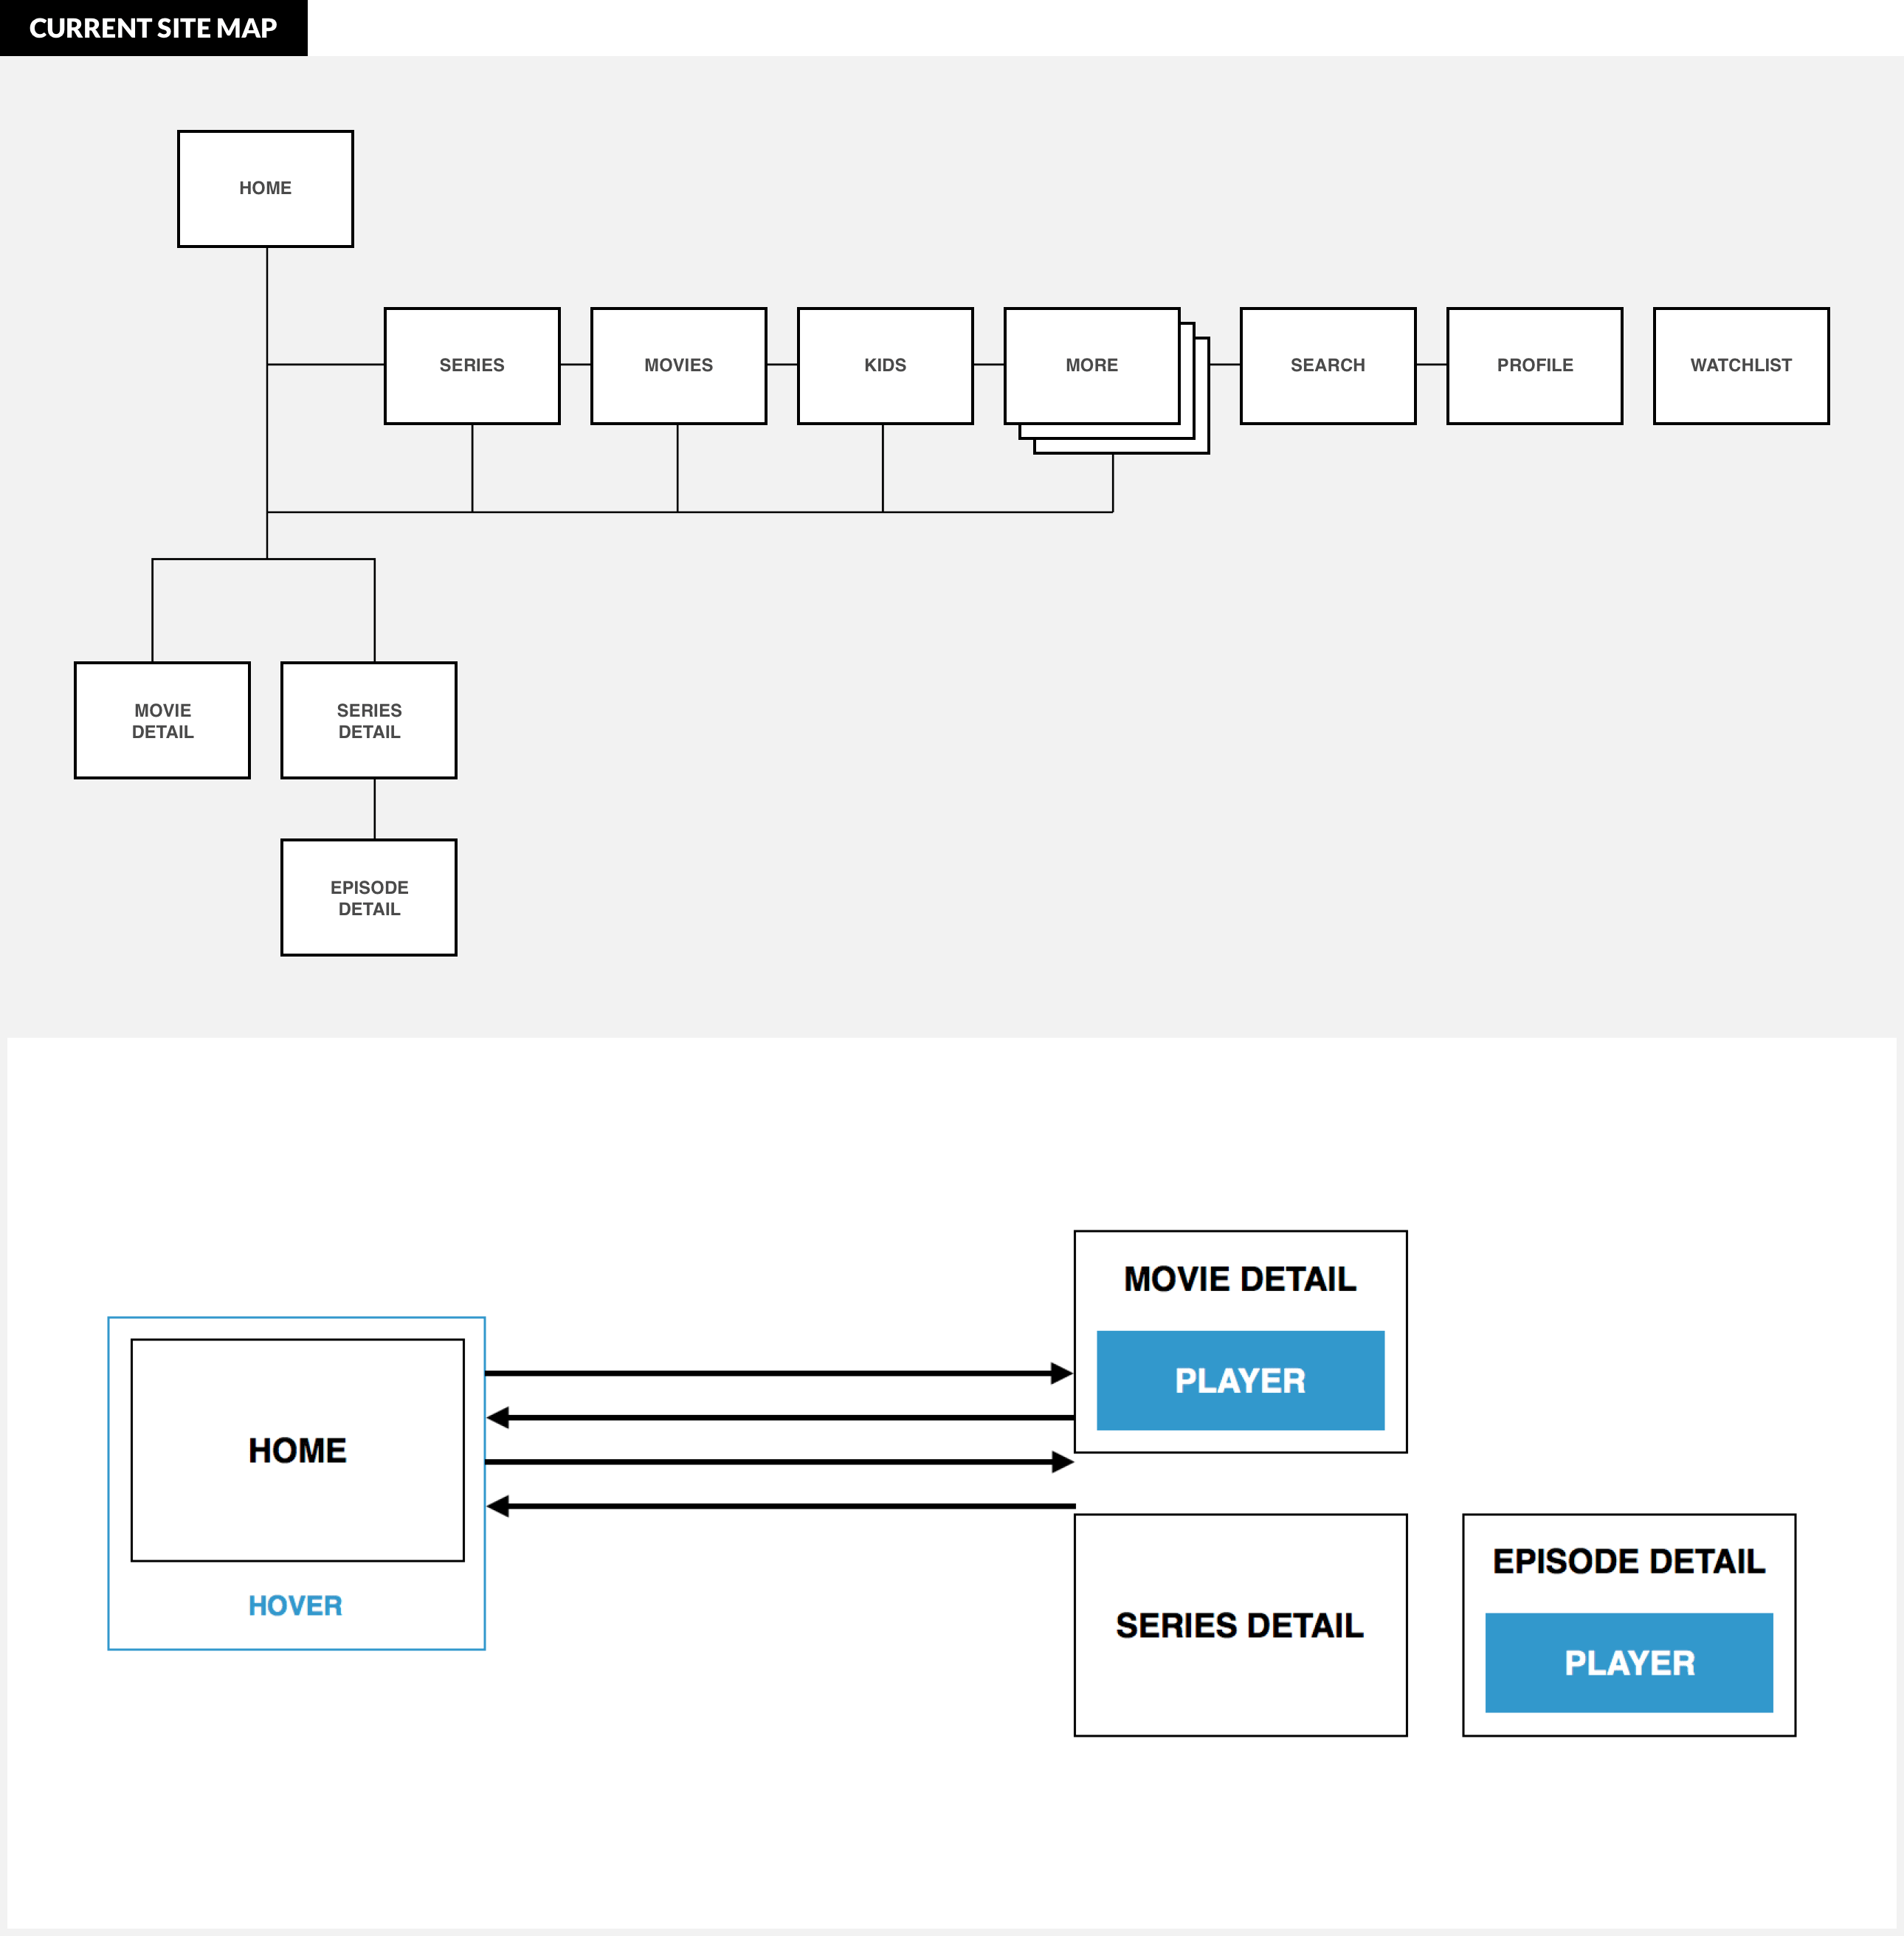 CURRENT SITE MAP
HOME
SERIES
MOVIES
KIDS
MORE
SEARCH
PROFILE
WATCHLIST
MOVIE
DETAIL
SERIES
DETAIL
EPISODE
DETAIL
MOVIE DETAIL
PLAYER
HOME
HOVER
SERIES DETAIL
EPISODE DETAIL
PLAYER